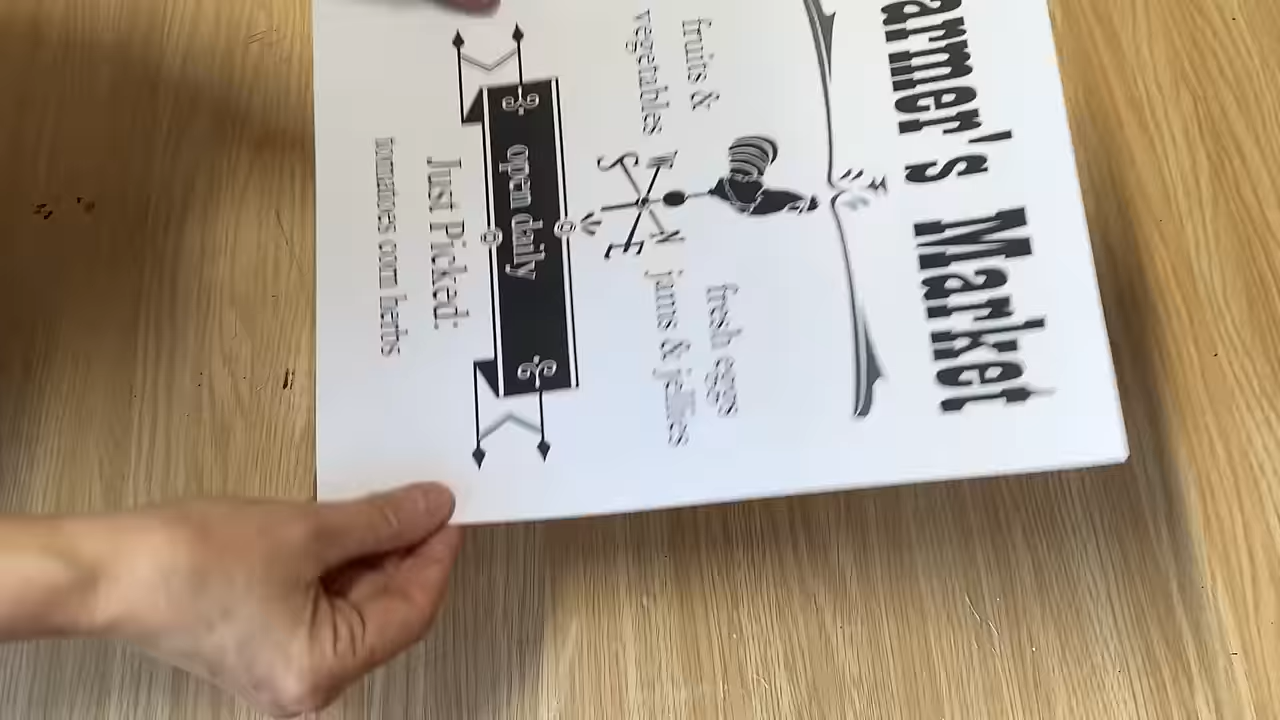 armer's Market
fresh eggs
fruits &
vegetables
jams & jellies
W
N
S
E
open daily
Just Picked:
tomatoes corn herbs